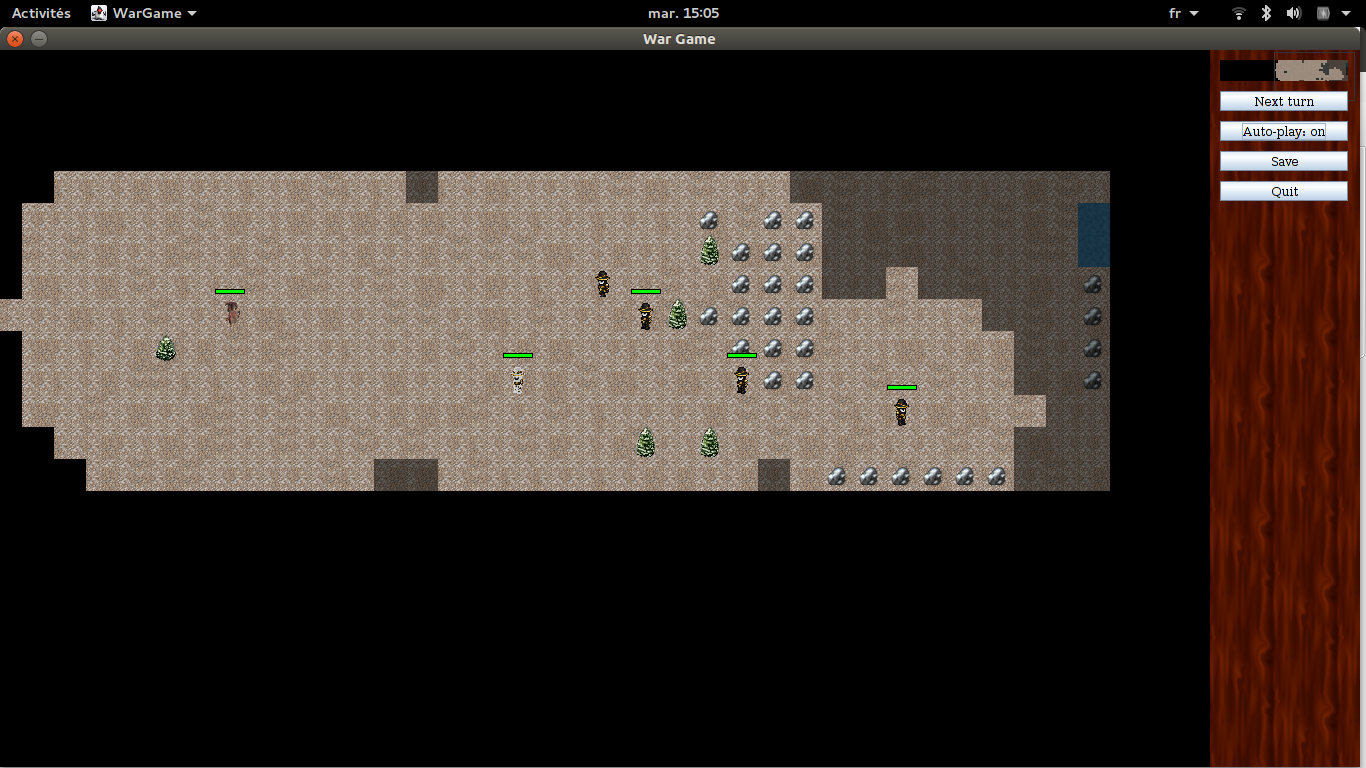 Activités WarGame mar. 15:05 fr
War Game
Next turn
Auto-play: on
Save
Quit